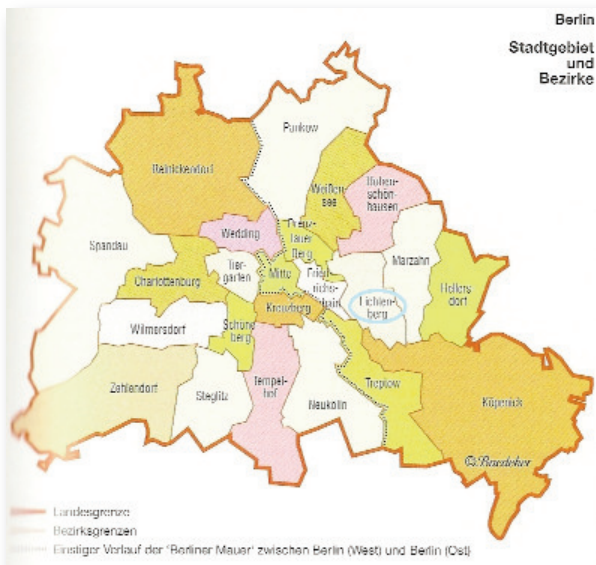 Berlin
Stadtgebiet
und
Bezirke
Pankow
Reinickendorf
Weißen-
see
Hohen-
schön-
hausen
Wedding
Prenz-
lauer
Berg
Spandau
Tier-
garten
Mitte
Fried-
richs-
hain
Marzahn
Hellers
dorf
Charlottenburg
Lichten-
berg
Kreuzberg
Wilmersdorf
Schöne
berg
Zehlendorf
Steglitz
Tempel-
hof
Neukölln
Treptow
Köpenick
© Baedeker
Landesgrenze
Bezirksgrenzen
Einstiger Verlauf der 'Berliner Mauer' zwischen Berlin (West) und Berlin (Ost)